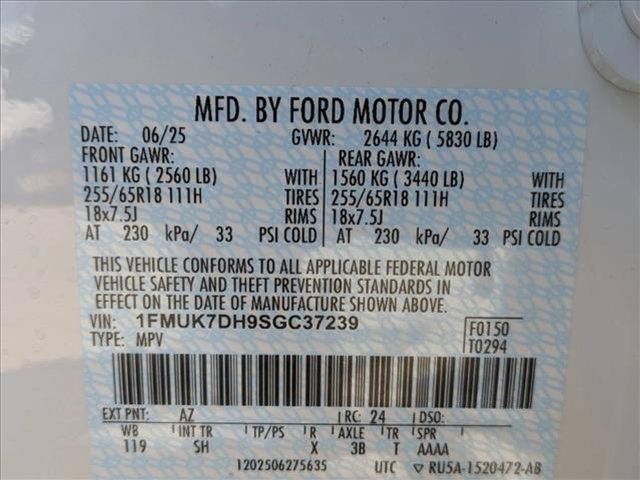 MFD. BY FORD MOTOR CO.
DATE: 06/25 GVWR: 2644 KG ( 5830 LB)
FRONT GAWR: REAR GAWR:
1161 KG ( 2560 LB) WITH 1560 KG ( 3440 LB) WITH
255/65R18 111H TIRES 255/65R18 111H TIRES
18x7.5J RIMS 18x7.5J RIMS
AT 230 kPa/ 33 PSI COLD AT 230 kPa/ 33 PSI COLD
THIS VEHICLE CONFORMS TO ALL APPLICABLE FEDERAL MOTOR
VEHICLE SAFETY AND THEFT PREVENTION STANDARDS IN
EFFECT ON THE DATE OF MANUFACTURE SHOWN ABOVE.
VIN: 1FMUK7DH9SGC37239 F0150
TYPE: MPV T0294
EXT PNT: AZ RC: 24 DSO:
WB INT TR TP/PS R AXLE TR SPR
119 SH X 3B T AAAA
1202506275635 UTC ▽ RU5A-1520472-AB